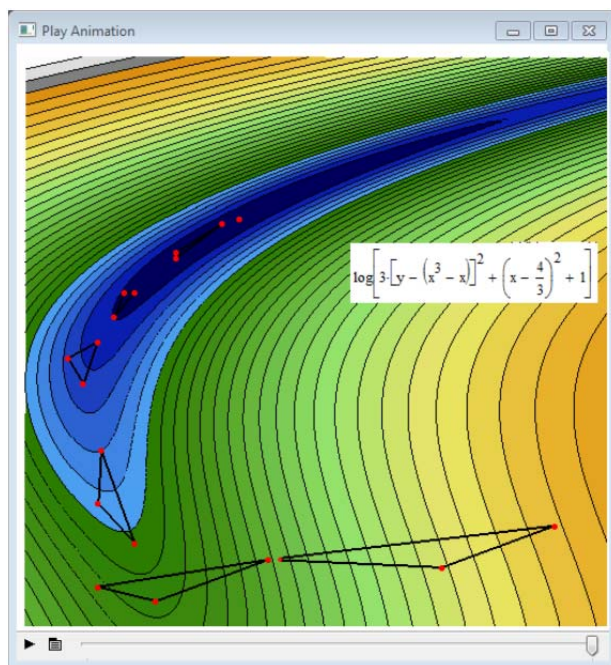 Play Animation
log[3·[y − (x³ − x)]² + (x − 4/3)² + 1]